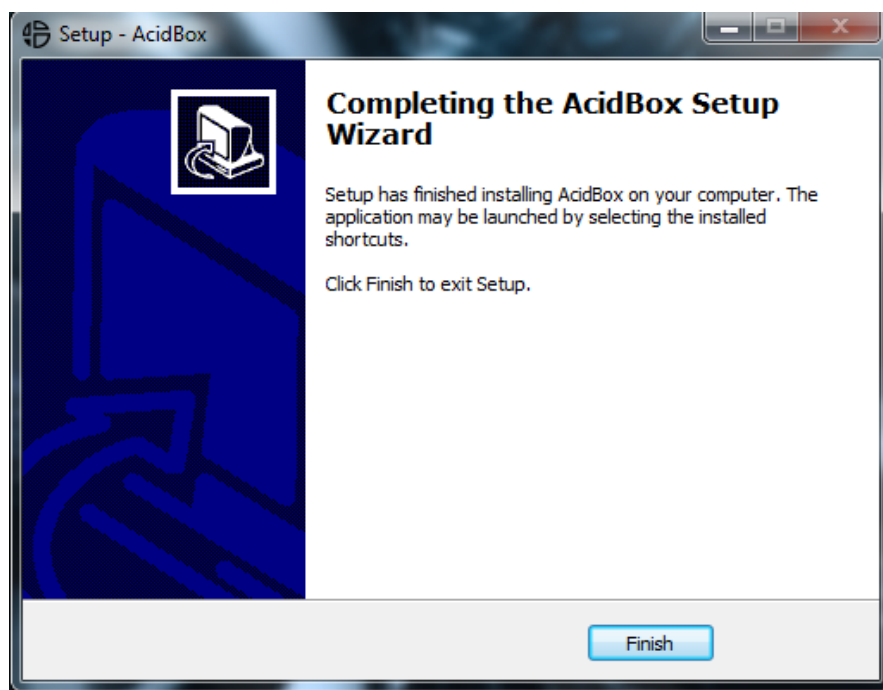 Setup - AcidBox
Completing the AcidBox Setup
Wizard
Setup has finished installing AcidBox on your computer. The
application may be launched by selecting the installed
shortcuts.
Click Finish to exit Setup.
Finish